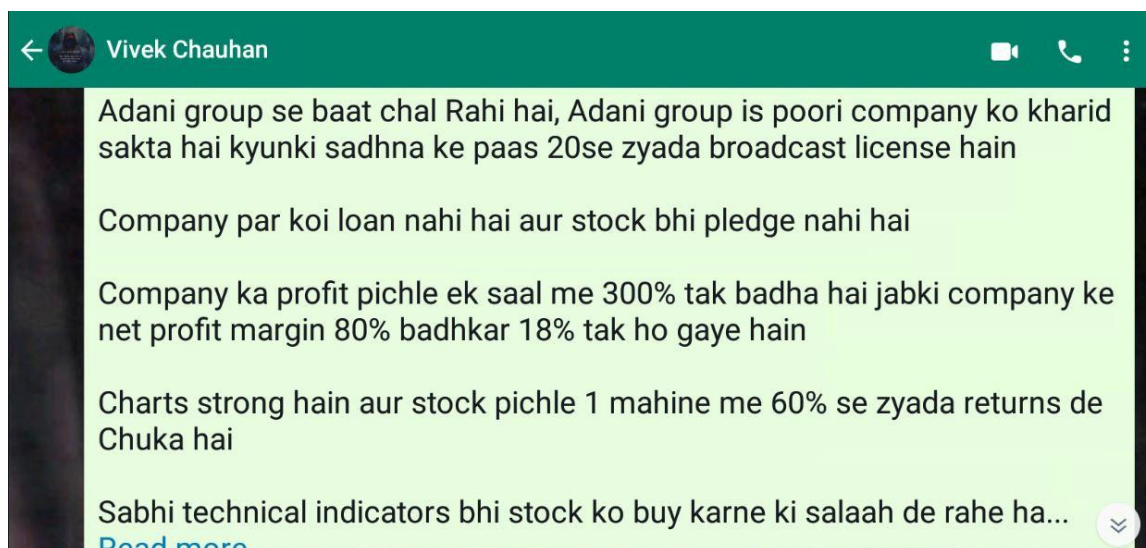 Vivek Chauhan
Adani group se baat chal Rahi hai, Adani group is poori company ko kharid
sakta hai kyunki sadhna ke paas 20se zyada broadcast license hain
Company par koi loan nahi hai aur stock bhi pledge nahi hai
Company ka profit pichle ek saal me 300% tak badha hai jabki company ke
net profit margin 80% badhkar 18% tak ho gaye hain
Charts strong hain aur stock pichle 1 mahine me 60% se zyada returns de
Chuka hai
Sabhi technical indicators bhi stock ko buy karne ki salaah de rahe ha...
Read more